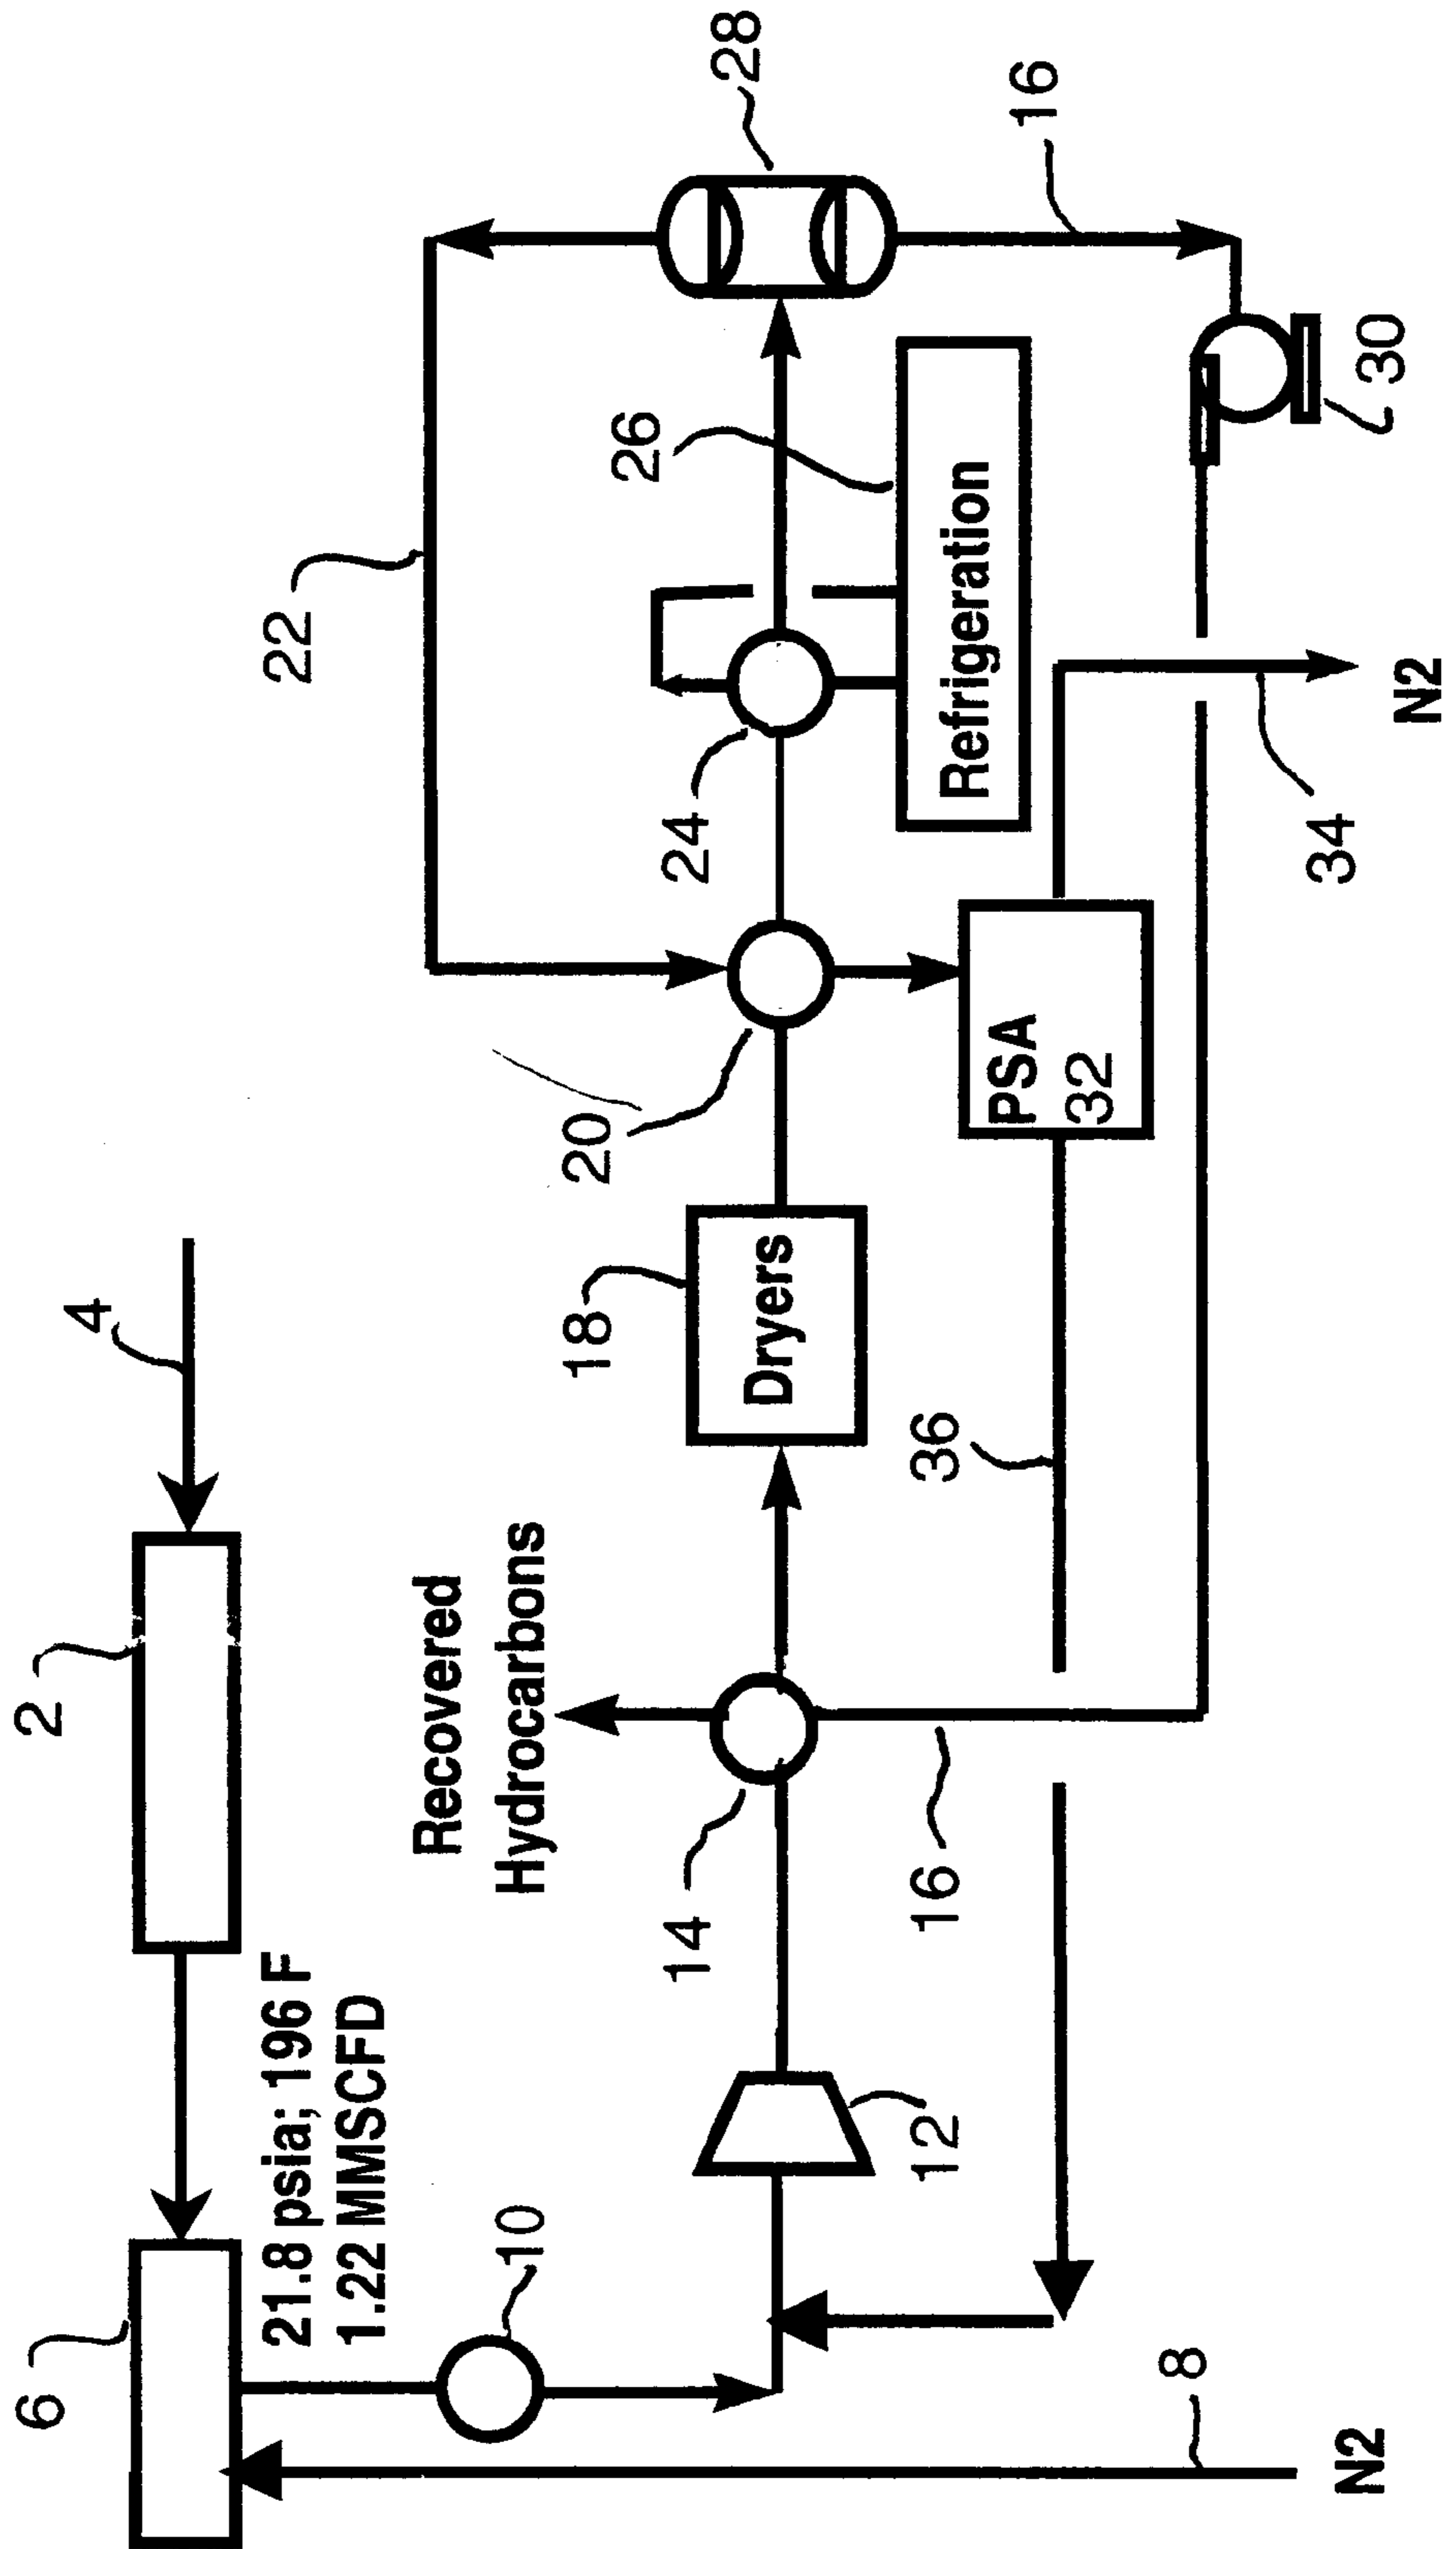 2
4
6
21.8 psia; 196 F
1.22 MMSCFD
10
N2
8
12
14
Recovered
Hydrocarbons
16
18
Dryers
20
22
24
26
Refrigeration
28
16
30
PSA
32
34
N2
36